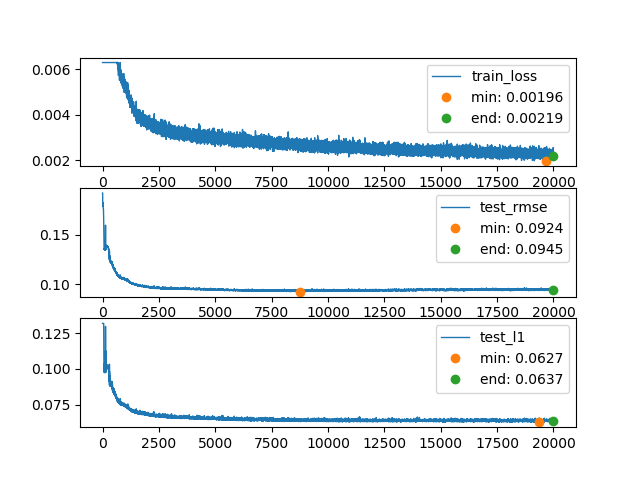 0.006
0.004
0.002
train_loss
min: 0.00196
end: 0.00219
0 2500 5000 7500 10000 12500 15000 17500 20000
0.15
0.10
test_rmse
min: 0.0924
end: 0.0945
0 2500 5000 7500 10000 12500 15000 17500 20000
0.125
0.100
0.075
test_l1
min: 0.0627
end: 0.0637
0 2500 5000 7500 10000 12500 15000 17500 20000